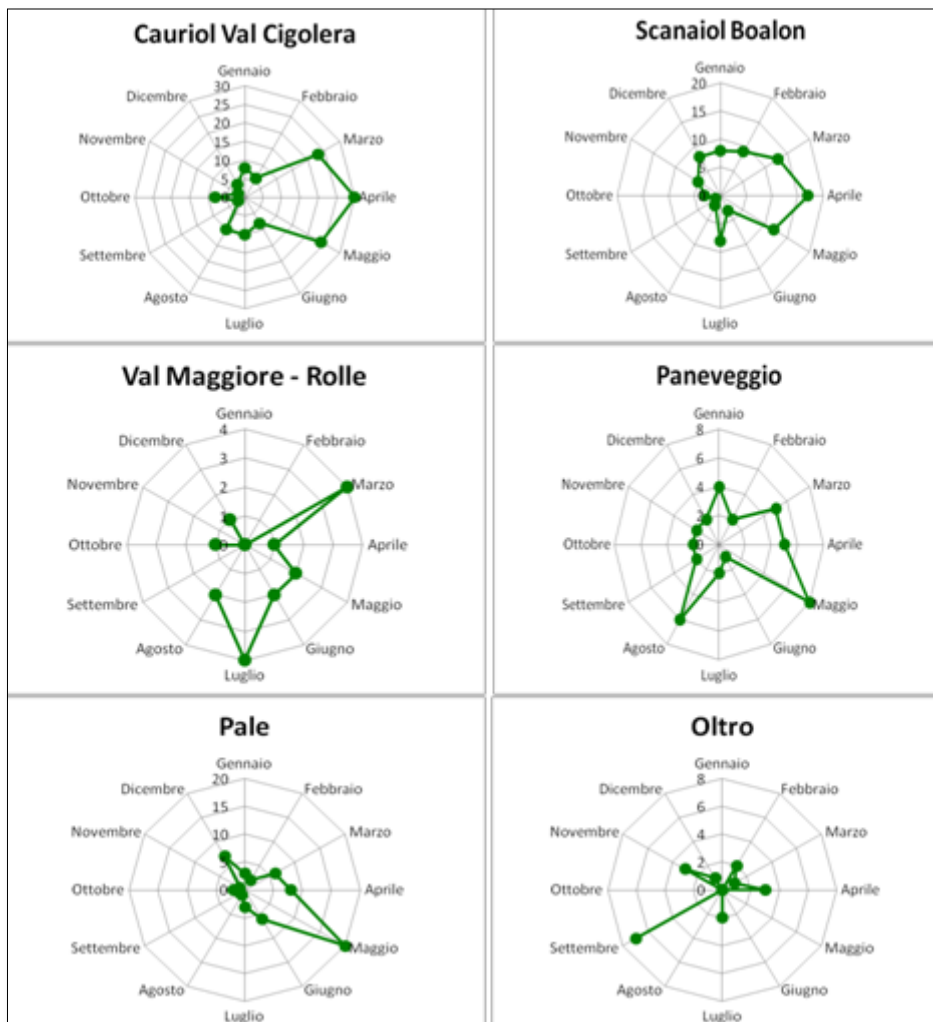 Cauriol Val Cigolera
Gennaio
30
Dicembre
25
Febbraio
20
Novembre
15
Marzo
10
5
Ottobre
0
Aprile
Settembre
Maggio
Agosto
Giugno
Luglio
Scanaiol Boalon
Gennaio
20
Dicembre
Febbraio
15
Novembre
10
Marzo
5
Ottobre
Aprile
Settembre
Maggio
Agosto
Giugno
Luglio
Val Maggiore - Rolle
Gennaio
4
Dicembre
Febbraio
3
Novembre
2
Marzo
1
Ottobre
0
Aprile
Settembre
Maggio
Agosto
Giugno
Luglio
Paneveggio
Gennaio
8
Dicembre
Febbraio
6
Novembre
4
Marzo
2
Ottobre
0
Aprile
Settembre
Maggio
Agosto
Giugno
Luglio
Pale
Gennaio
20
Dicembre
Febbraio
15
Novembre
10
Marzo
5
Ottobre
0
Aprile
Settembre
Maggio
Agosto
Giugno
Luglio
Oltro
Gennaio
8
Dicembre
Febbraio
6
Novembre
4
Marzo
2
Ottobre
0
Aprile
Settembre
Maggio
Agosto
Giugno
Luglio